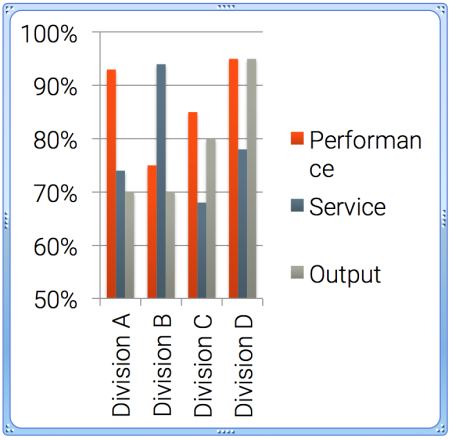 100%
90%
80%
70%
60%
50%
Division A
Division B
Division C
Division D
Performan
ce
Service
Output